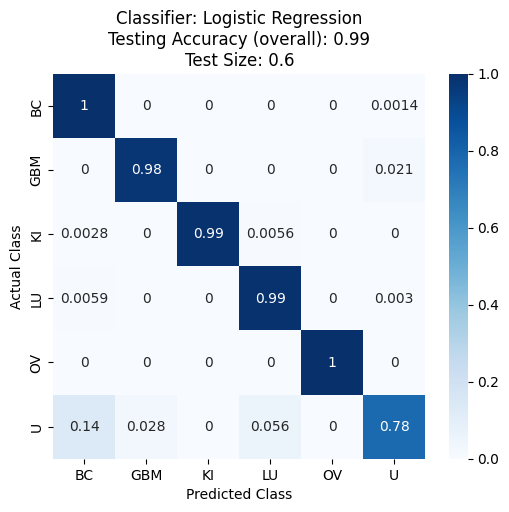 Classifier: Logistic Regression
Testing Accuracy (overall): 0.99
Test Size: 0.6
BC 1 0 0 0 0 0.0014
GBM 0 0.98 0 0 0 0.021
KI 0.0028 0 0.99 0.0056 0 0
LU 0.0059 0 0 0.99 0 0.003
OV 0 0 0 0 1 0
U 0.14 0.028 0 0.056 0 0.78
BC GBM KI LU OV U
Predicted Class
Actual Class
1.0
0.8
0.6
0.4
0.2
0.0